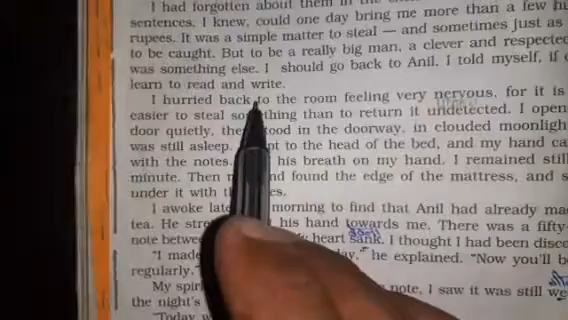 I had forgotten about them in the
sentences. I knew, could one day bring me more than a few hu
rupees. It was a simple matter to steal — and sometimes just as
to be caught. But to be a really big man, a clever and respected
was something else. I should go back to Anil, I told myself, if
learn to read and write.
I hurried back to the room feeling very nervous, for it is
easier to steal something than to return it undetected. I open
door quietly, then stood in the doorway, in clouded moonligh
was still asleep. to the head of the bed, and my hand ca
with the notes. his breath on my hand. I remained still
minute. Then found the edge of the mattress, and s
under it with
I awoke late morning to find that Anil had already ma
tea. He his hand towards me. There was a fifty-
note between heart sank. I thought I had been disco
"I made he explained. "Now you'll b
regularly."
My note, I saw it was still we
the night's
"Today